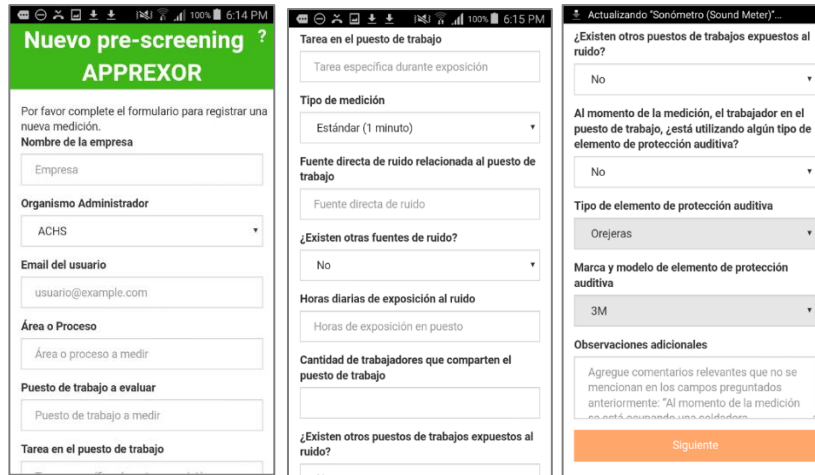 100% 6:14 PM
Nuevo pre-screening ?
APPREXOR
Por favor complete el formulario para registrar una
nueva medición.
Nombre de la empresa
Empresa
Organismo Administrador
ACHS
Email del usuario
usuario@example.com
Área o Proceso
Área o proceso a medir
Puesto de trabajo a evaluar
Puesto de trabajo a medir
Tarea en el puesto de trabajo
100% 6:15 PM
Tarea en el puesto de trabajo
Tarea específica durante exposición
Tipo de medición
Estándar (1 minuto)
Fuente directa de ruido relacionada al puesto de
trabajo
Fuente directa de ruido
¿Existen otras fuentes de ruido?
No
Horas diarias de exposición al ruido
Horas de exposición en puesto
Cantidad de trabajadores que comparten el
puesto de trabajo
¿Existen otros puestos de trabajos expuestos al
ruido?
Actualizando "Sonómetro (Sound Meter)"...
¿Existen otros puestos de trabajos expuestos al
ruido?
No
Al momento de la medición, el trabajador en el
puesto de trabajo, ¿está utilizando algún tipo de
elemento de protección auditiva?
No
Tipo de elemento de protección auditiva
Orejeras
Marca y modelo de elemento de protección
auditiva
3M
Observaciones adicionales
Agregue comentarios relevantes que no se
mencionan en los campos preguntados
anteriormente: "Al momento de la medición
se está ocupando una soldadora
Siguiente